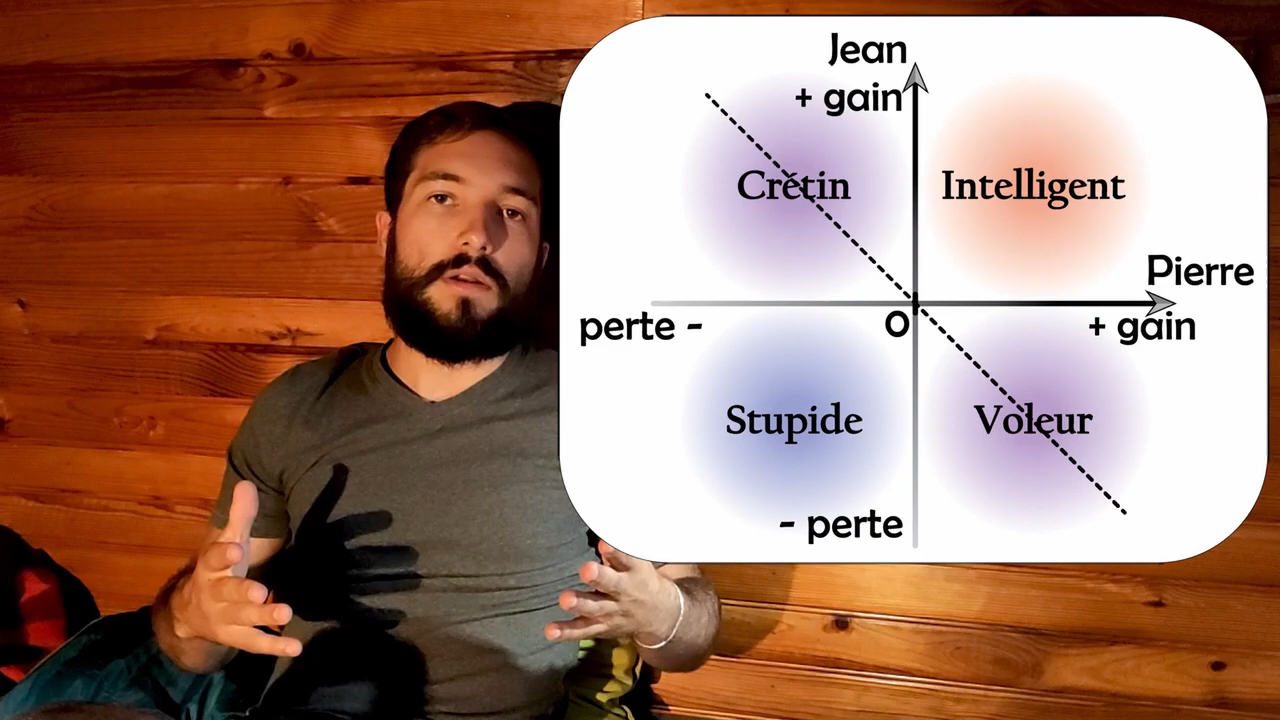 Jean
+ gain
Crétin
Intelligent
Pierre
perte -
0
+ gain
Stupide
Voleur
- perte